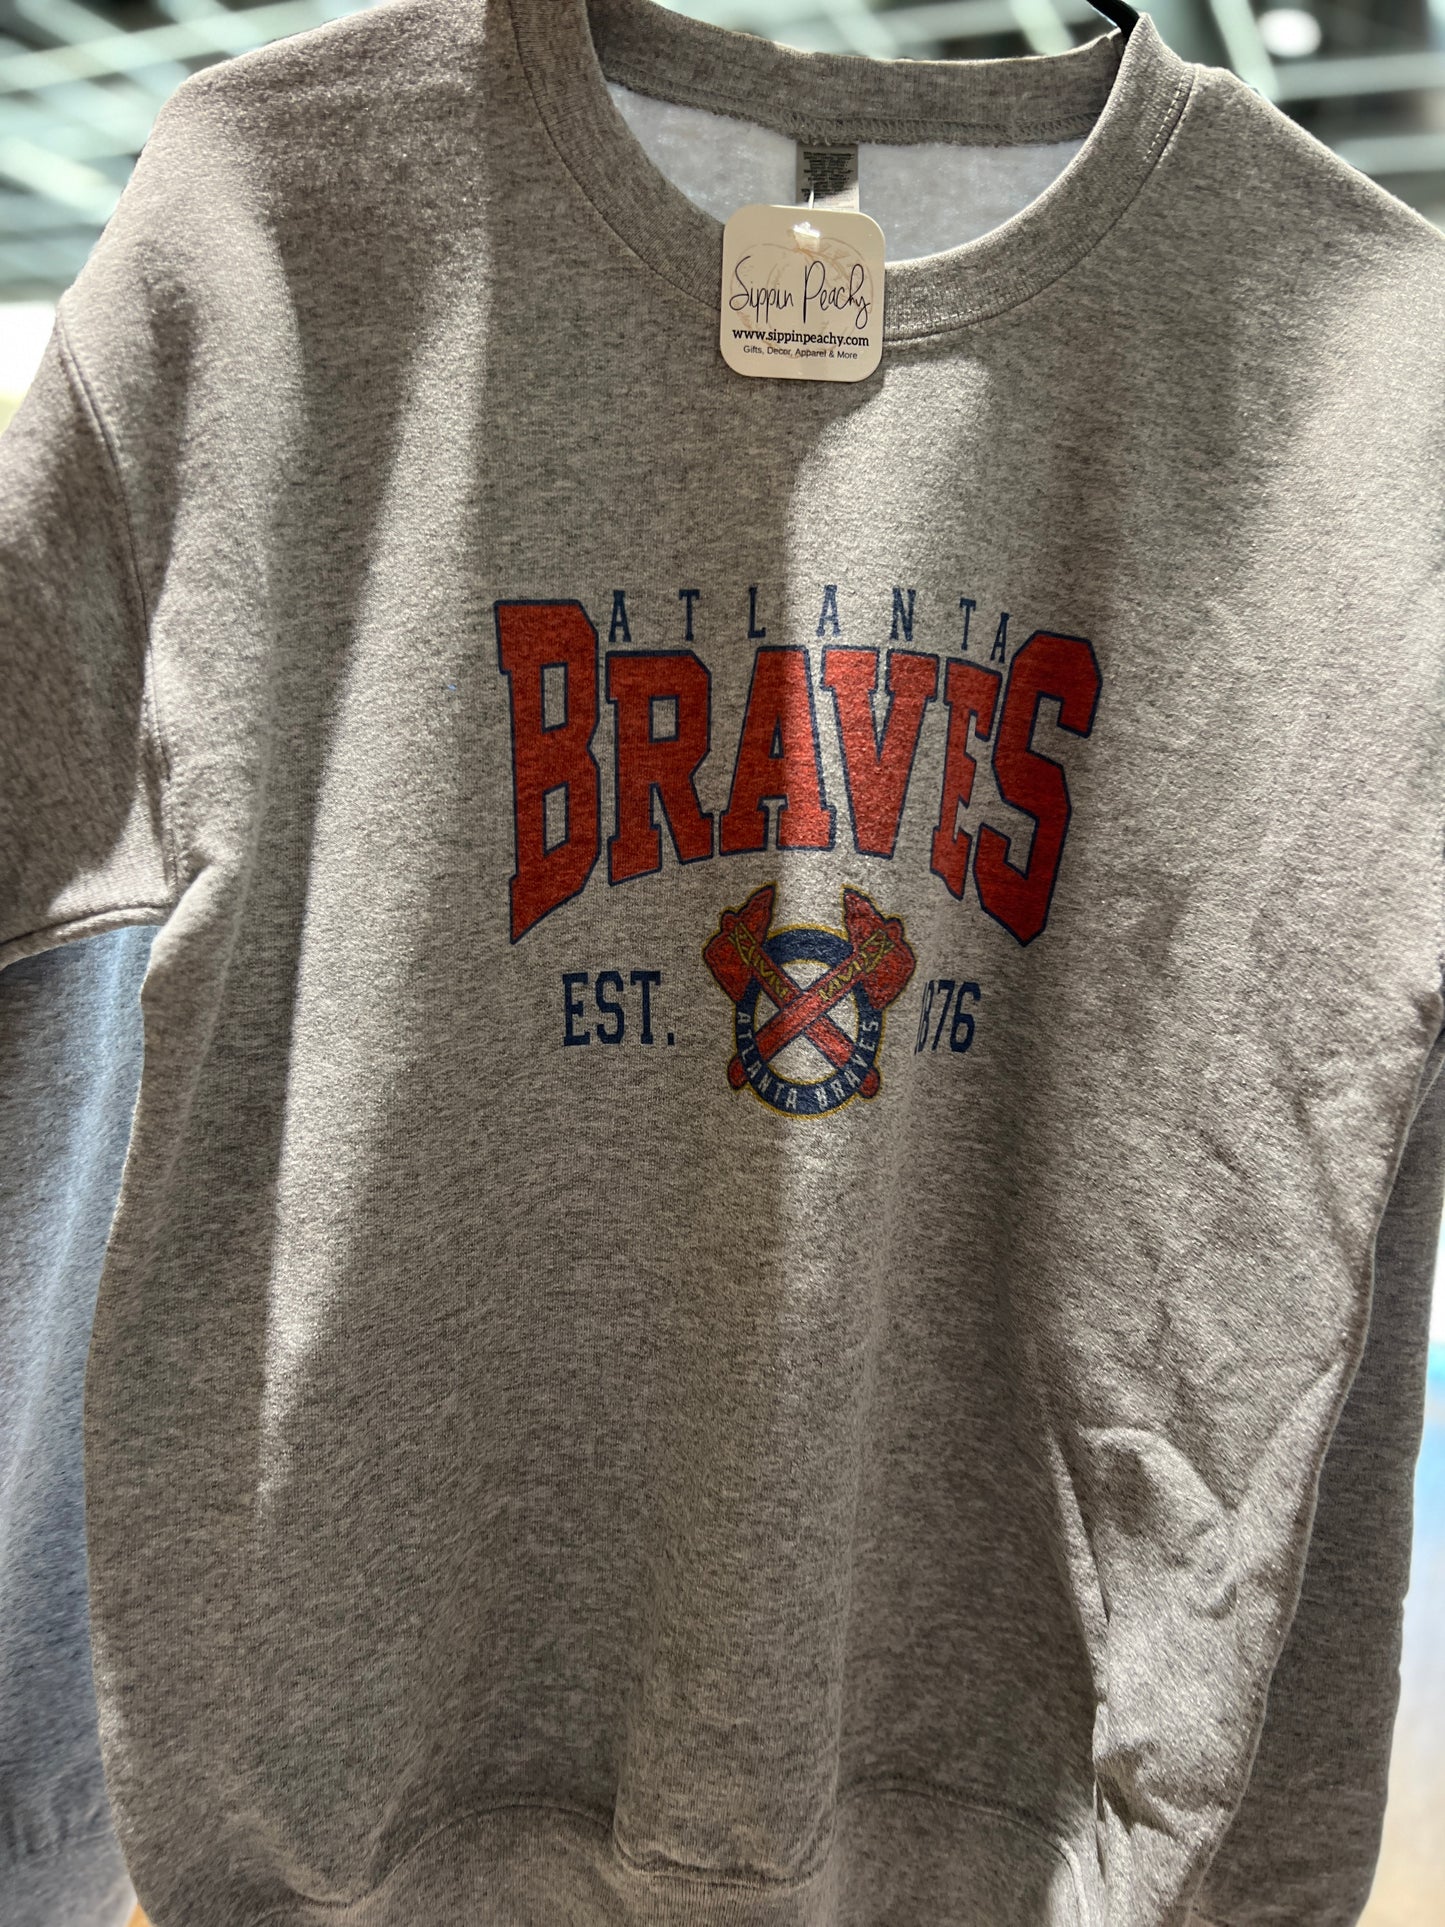 Sippin Peachy
www.sippinpeachy.com
Gifts, Decor, Apparel & More
ATLANTA
BRAVES
EST. 1876
ATLANTA BRAVES